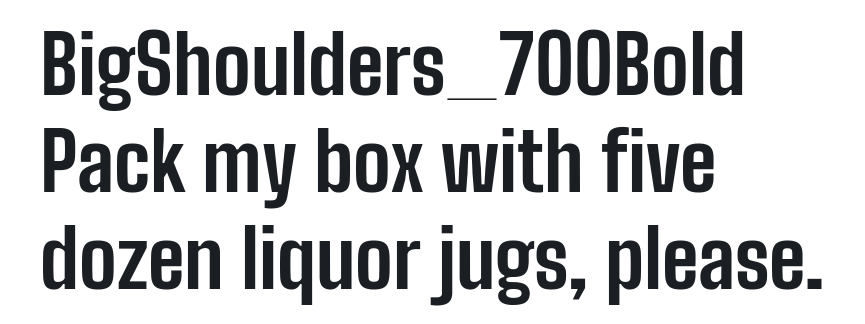 BigShoulders_700Bold
Pack my box with five
dozen liquor jugs, please.